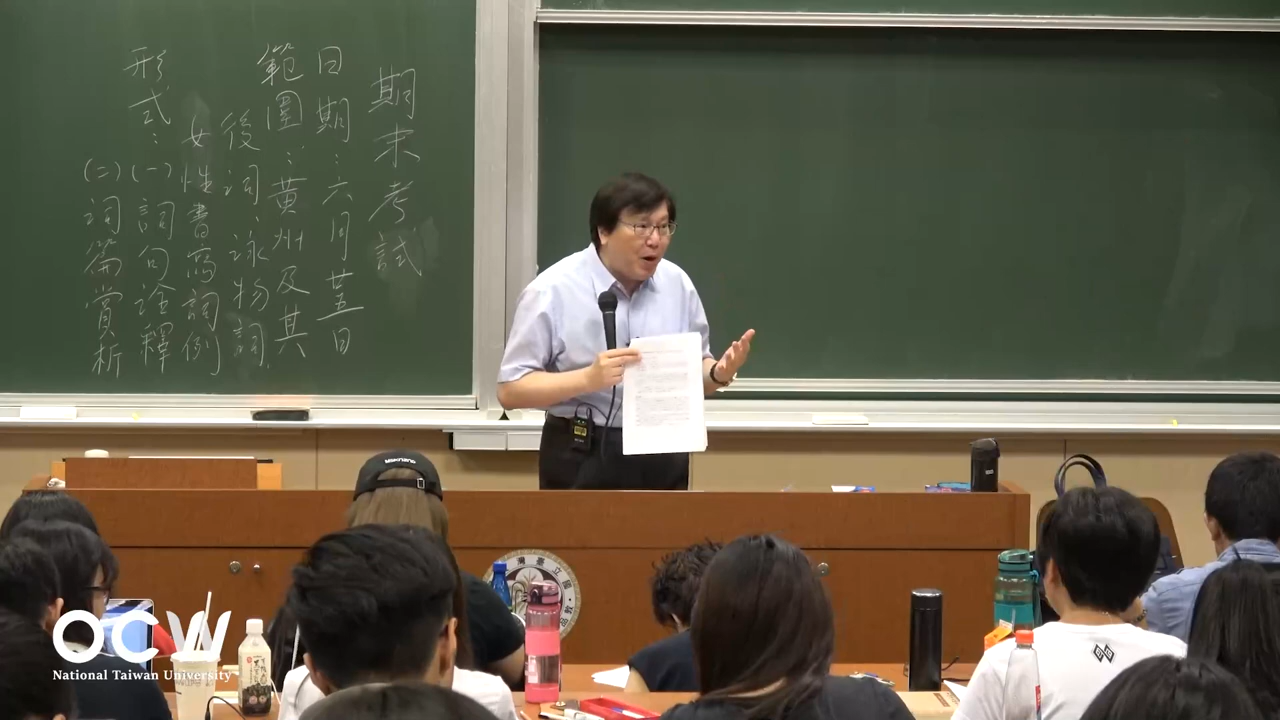 期末考試
日期：六月廿五日
範圍：黃州及其
後詞、詠物詞
女性書寫詞例
形式：
(一)詞句詮釋
(二)詞篇賞析
OCW
National Taiwan University